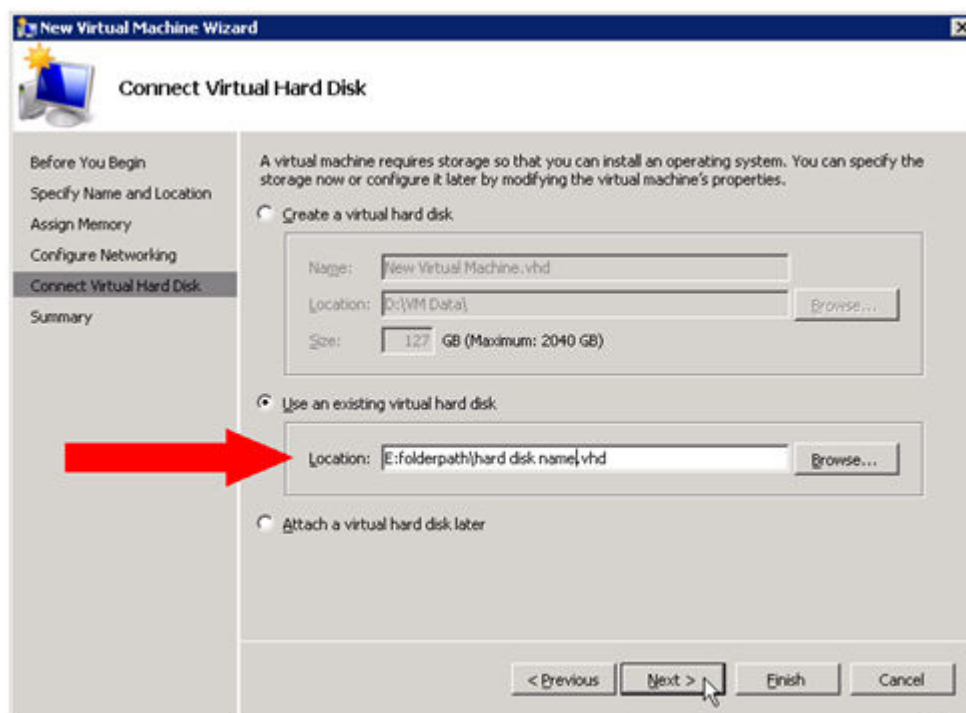 New Virtual Machine Wizard
Connect Virtual Hard Disk
Before You Begin
Specify Name and Location
Assign Memory
Configure Networking
Connect Virtual Hard Disk
Summary
A virtual machine requires storage so that you can install an operating system. You can specify the
storage now or configure it later by modifying the virtual machine's properties.
Create a virtual hard disk
Name: New Virtual Machine.vhd
Location: D:\VM Data\ Browse...
Size: 127 GB (Maximum: 2040 GB)
Use an existing virtual hard disk
Location: E:folderpath\hard disk name.vhd Browse...
Attach a virtual hard disk later
< Previous Next > Finish Cancel